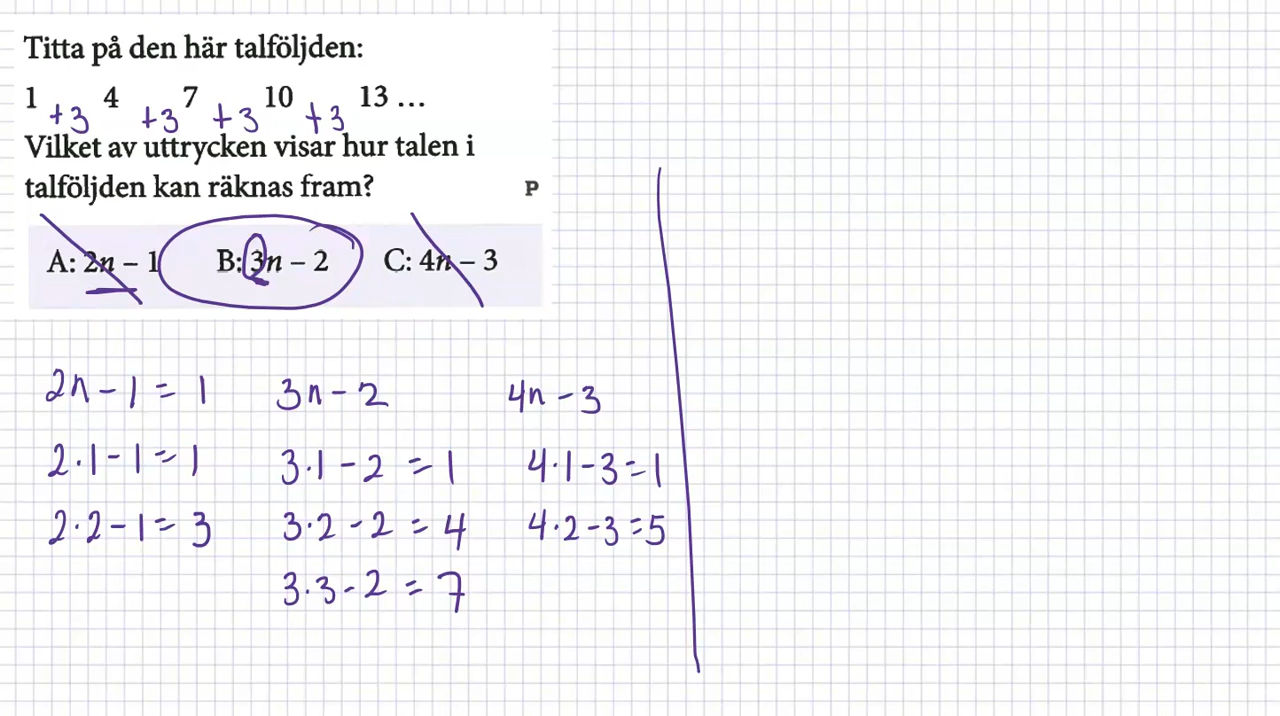 Titta på den här talföljden:
1 +3 4 +3 7 +3 10 +3 13 ...
Vilket av uttrycken visar hur talen i
talföljden kan räknas fram? P
A: 2n – 1 B: 3n – 2 C: 4n – 3
2n - 1 = 1 3n - 2 4n - 3
2·1 - 1 = 1 3·1 - 2 = 1 4·1 - 3 = 1
2·2 - 1 = 3 3·2 - 2 = 4 4·2 - 3 = 5
3·3 - 2 = 7